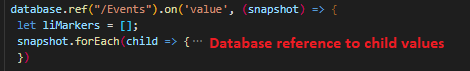 database.ref("/Events").on('value', (snapshot) => {
let liMarkers = [];
snapshot.forEach(child => {··· Database reference to child values
})